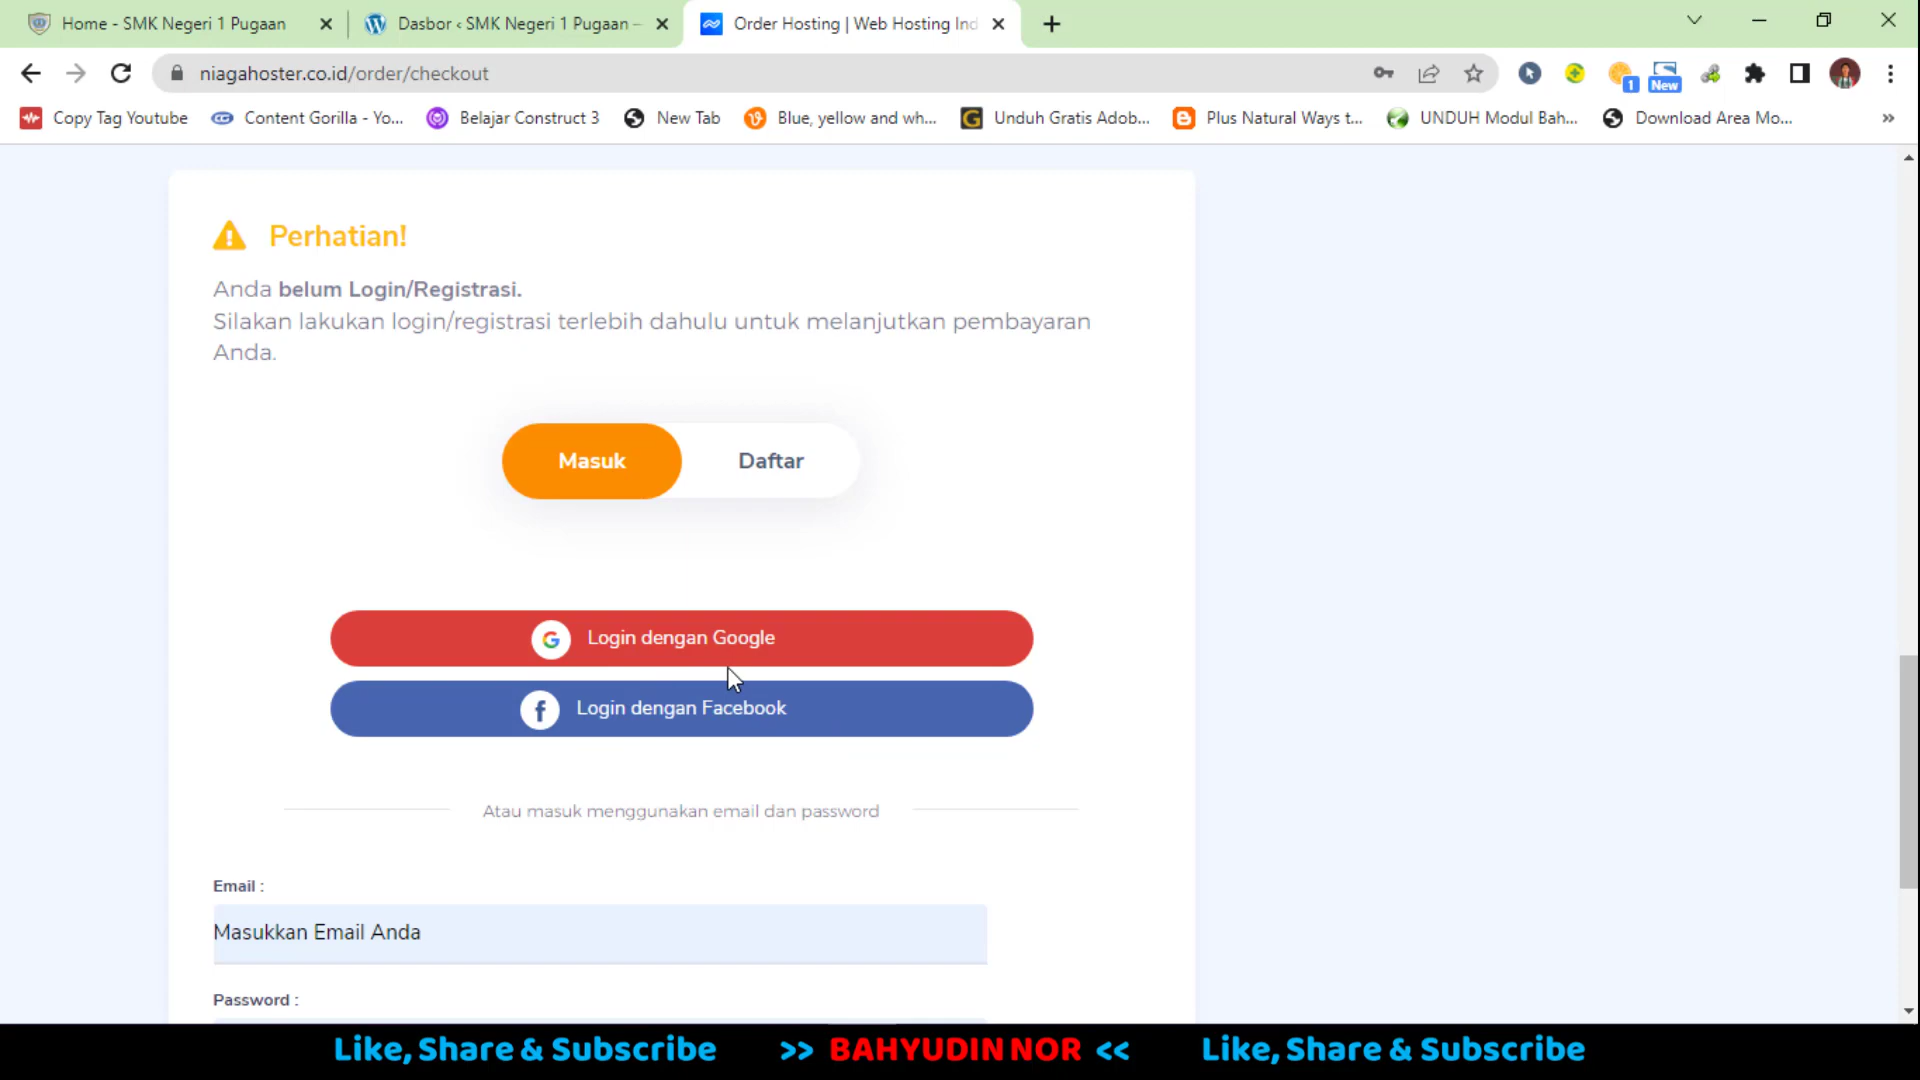 Home - SMK Negeri 1 Pugaan
Dasbor ‹ SMK Negeri 1 Pugaan —
Order Hosting | Web Hosting Ind
niagahoster.co.id/order/checkout
1
New
Copy Tag Youtube
Content Gorilla - Yo...
Belajar Construct 3
New Tab
Blue, yellow and wh...
Unduh Gratis Adob...
Plus Natural Ways t...
UNDUH Modul Bah...
Download Area Mo...
»
Perhatian!
Anda belum Login/Registrasi.
Silakan lakukan login/registrasi terlebih dahulu untuk melanjutkan pembayaran
Anda.
Masuk
Daftar
Login dengan Google
Login dengan Facebook
Atau masuk menggunakan email dan password
Email :
Masukkan Email Anda
Password :
Like, Share & Subscribe >> BAHYUDIN NOR << Like, Share & Subscribe